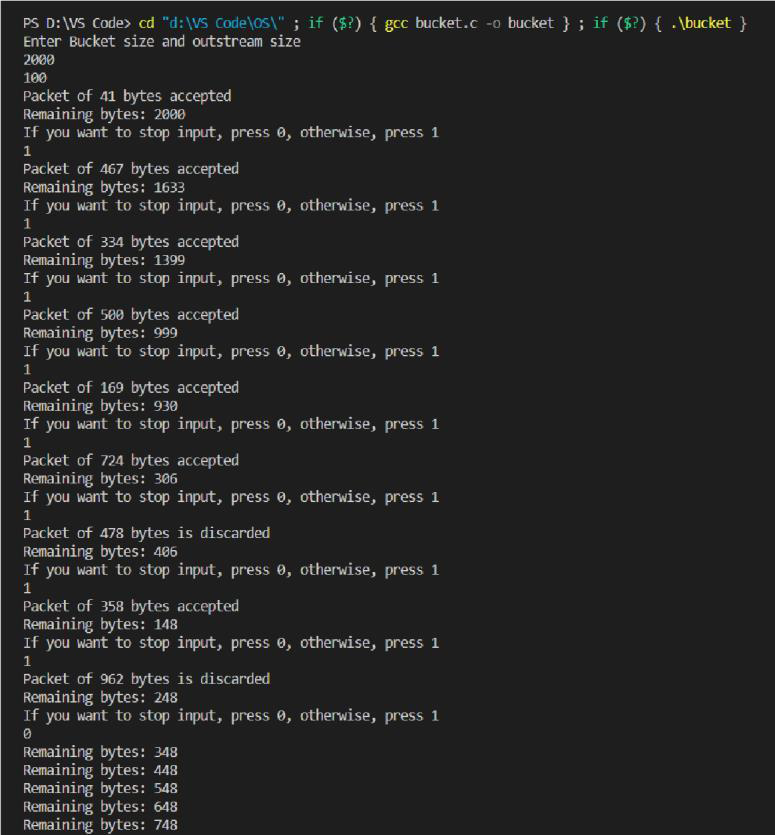 PS D:\VS Code> cd "d:\VS Code\OS\" ; if ($?) { gcc bucket.c -o bucket } ; if ($?) { .\bucket }
Enter Bucket size and outstream size
2000
100
Packet of 41 bytes accepted
Remaining bytes: 2000
If you want to stop input, press 0, otherwise, press 1
1
Packet of 467 bytes accepted
Remaining bytes: 1633
If you want to stop input, press 0, otherwise, press 1
1
Packet of 334 bytes accepted
Remaining bytes: 1399
If you want to stop input, press 0, otherwise, press 1
1
Packet of 500 bytes accepted
Remaining bytes: 999
If you want to stop input, press 0, otherwise, press 1
1
Packet of 169 bytes accepted
Remaining bytes: 930
If you want to stop input, press 0, otherwise, press 1
1
Packet of 724 bytes accepted
Remaining bytes: 306
If you want to stop input, press 0, otherwise, press 1
1
Packet of 478 bytes is discarded
Remaining bytes: 406
If you want to stop input, press 0, otherwise, press 1
1
Packet of 358 bytes accepted
Remaining bytes: 148
If you want to stop input, press 0, otherwise, press 1
1
Packet of 962 bytes is discarded
Remaining bytes: 248
If you want to stop input, press 0, otherwise, press 1
0
Remaining bytes: 348
Remaining bytes: 448
Remaining bytes: 548
Remaining bytes: 648
Remaining bytes: 748